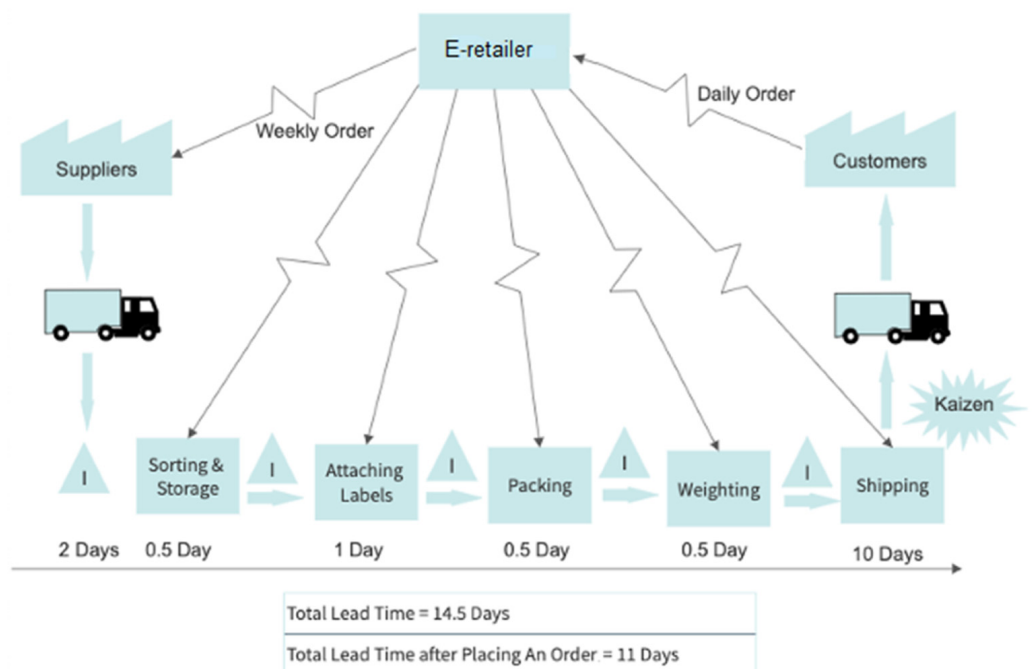 E-retailer
Weekly Order
Daily Order
Suppliers
Customers
Kaizen
I
Sorting &
Storage
I
Attaching
Labels
I
Packing
I
Weighting
I
Shipping
2 Days
0.5 Day
1 Day
0.5 Day
0.5 Day
10 Days
Total Lead Time = 14.5 Days
Total Lead Time after Placing An Order = 11 Days